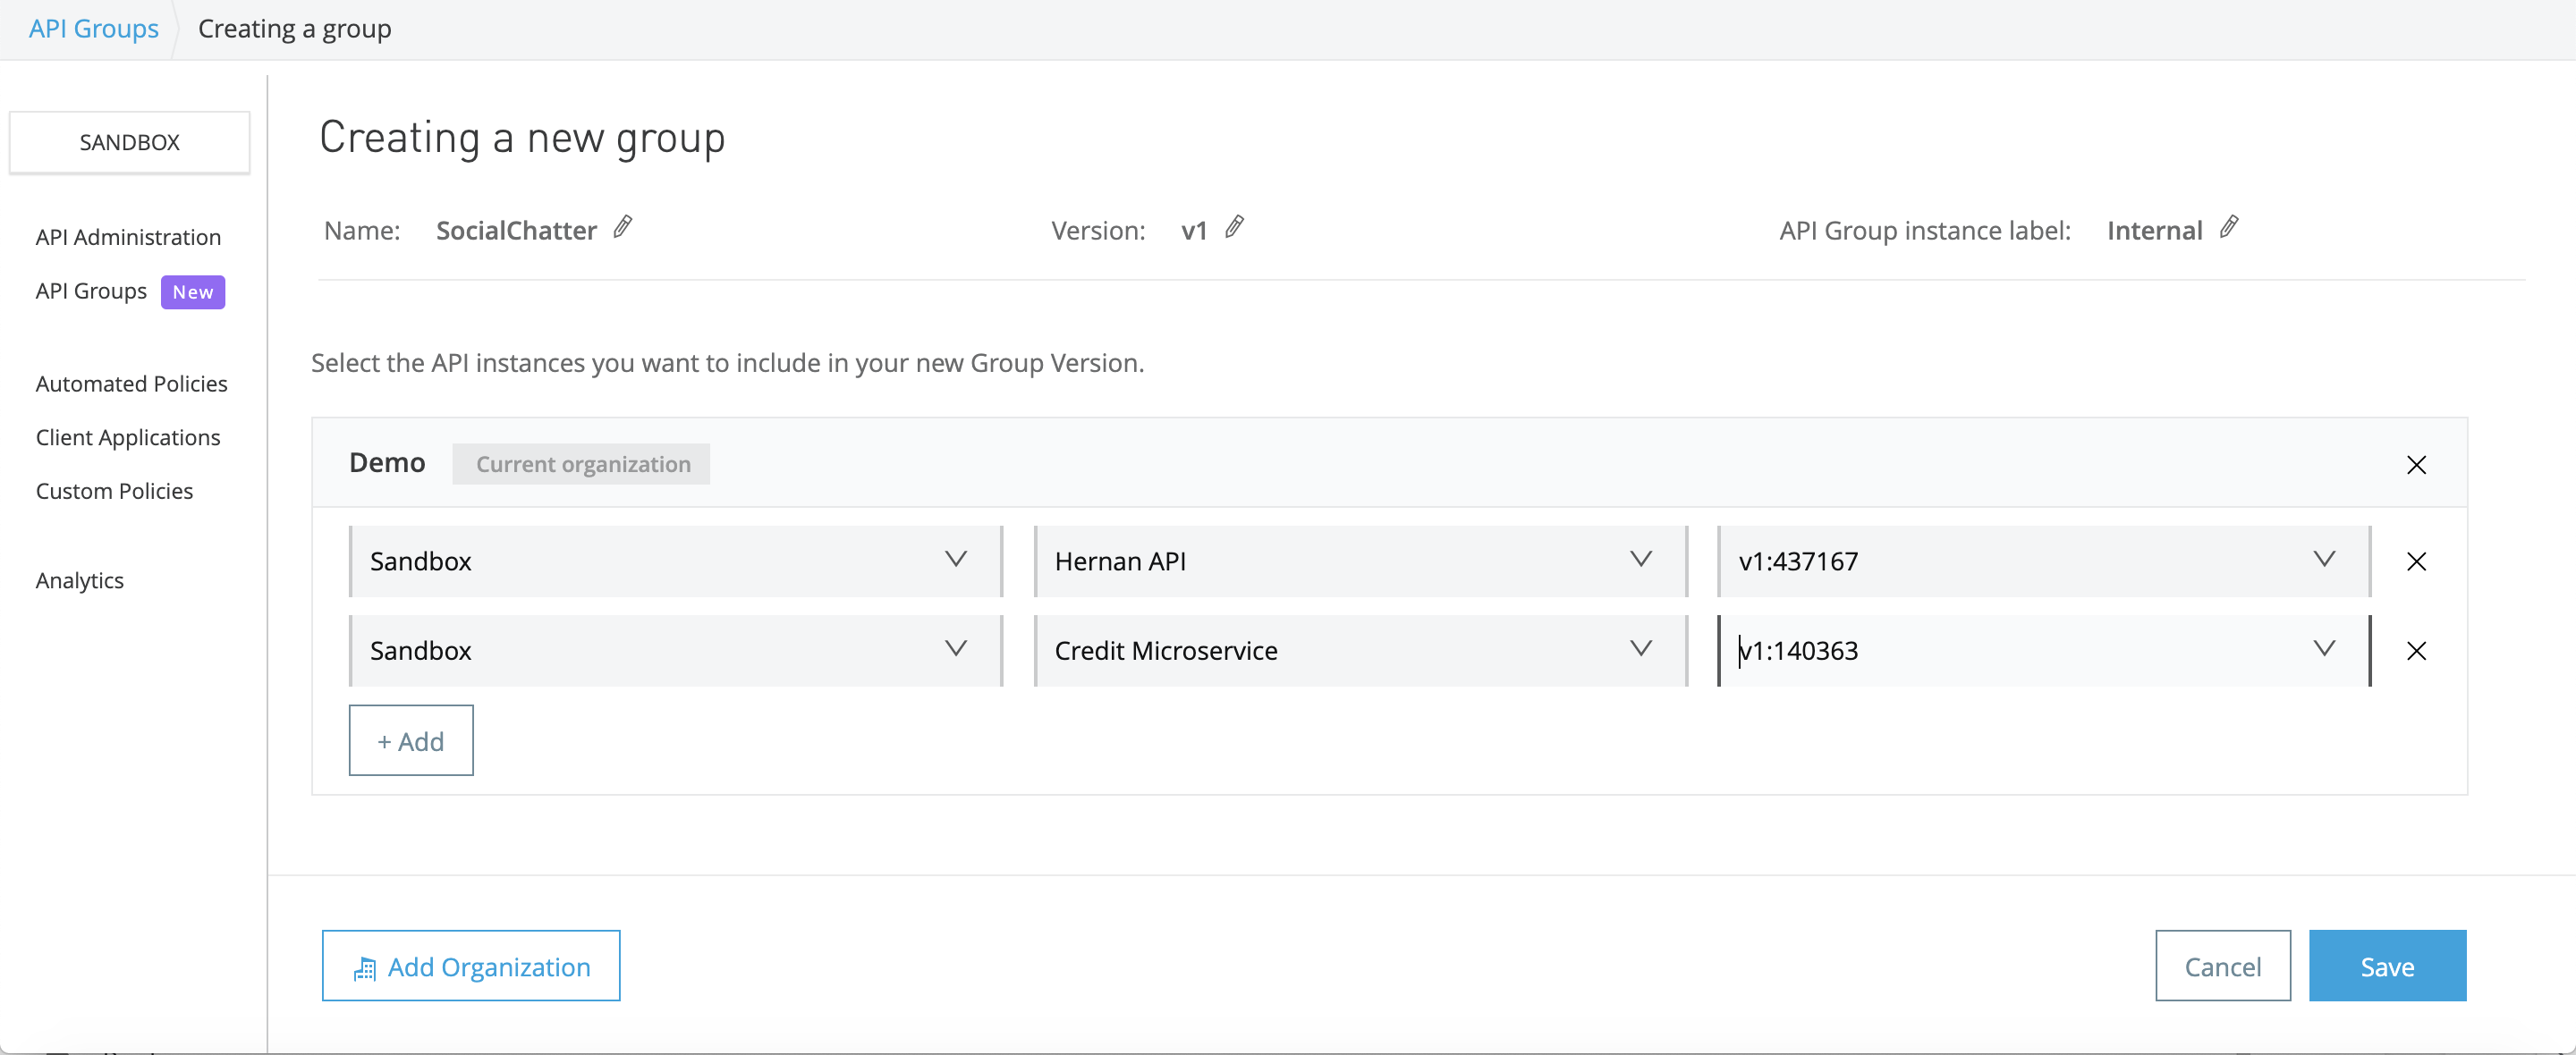 API Groups Creating a group
SANDBOX
API Administration
API Groups New
Automated Policies
Client Applications
Custom Policies
Analytics
Creating a new group
Name: SocialChatter Version: v1 API Group instance label: Internal
Select the API instances you want to include in your new Group Version.
Demo Current organization
Sandbox Hernan API v1:437167
Sandbox Credit Microservice v1:140363
+ Add
Add Organization Cancel Save